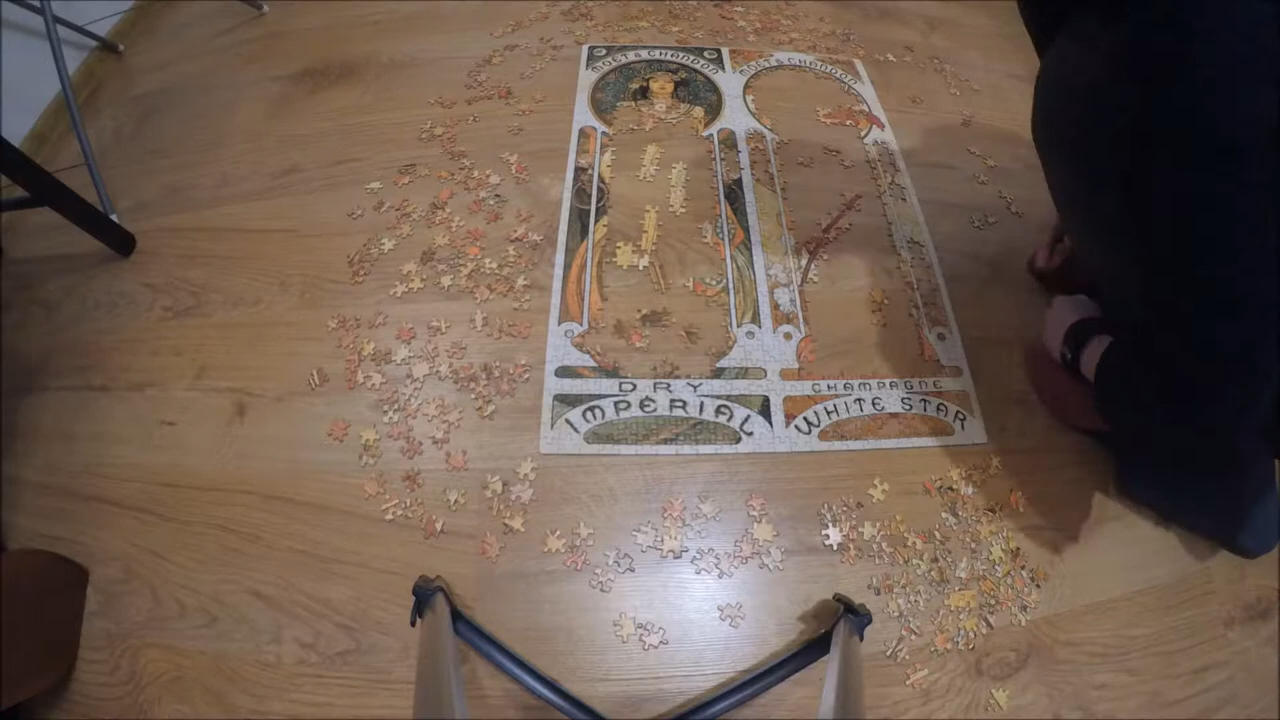 MOËT & CHANDON
MOËT & CHANDON
DRY
IMPERIAL
CHAMPAGNE
WHITE STAR